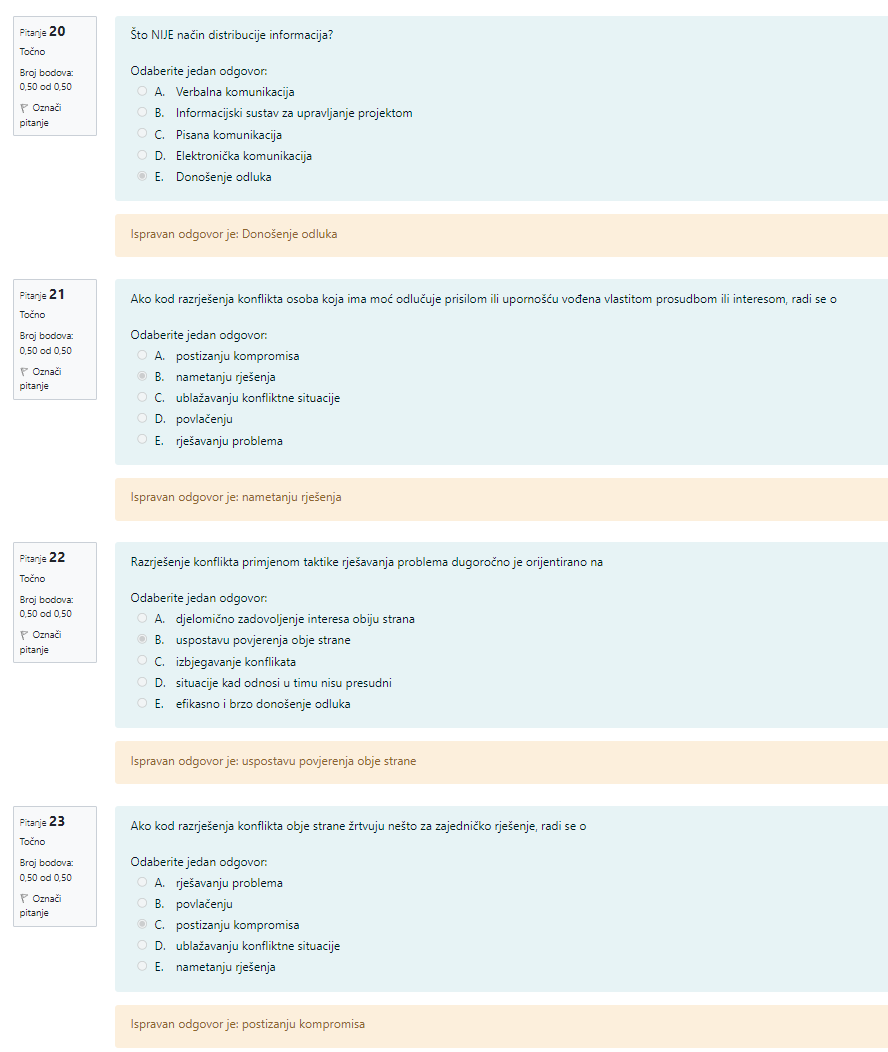 Pitanje 20
Točno
Broj bodova:
0,50 od 0,50
Označi
pitanje
Što NIJE način distribucije informacija?
Odaberite jedan odgovor:
A. Verbalna komunikacija
B. Informacijski sustav za upravljanje projektom
C. Pisana komunikacija
D. Elektronička komunikacija
E. Donošenje odluka
Ispravan odgovor je: Donošenje odluka
Pitanje 21
Točno
Broj bodova:
0,50 od 0,50
Označi
pitanje
Ako kod razrješenja konflikta osoba koja ima moć odlučuje prisilom ili upornošću vođena vlastitom prosudbom ili interesom, radi se o
Odaberite jedan odgovor:
A. postizanju kompromisa
B. nametanju rješenja
C. ublažavanju konfliktne situacije
D. povlačenju
E. rješavanju problema
Ispravan odgovor je: nametanju rješenja
Pitanje 22
Točno
Broj bodova:
0,50 od 0,50
Označi
pitanje
Razrješenje konflikta primjenom taktike rješavanja problema dugoročno je orijentirano na
Odaberite jedan odgovor:
A. djelomično zadovoljenje interesa obiju strana
B. uspostavu povjerenja obje strane
C. izbjegavanje konflikata
D. situacije kad odnosi u timu nisu presudni
E. efikasno i brzo donošenje odluka
Ispravan odgovor je: uspostavu povjerenja obje strane
Pitanje 23
Točno
Broj bodova:
0,50 od 0,50
Označi
pitanje
Ako kod razrješenja konflikta obje strane žrtvuju nešto za zajedničko rješenje, radi se o
Odaberite jedan odgovor:
A. rješavanju problema
B. povlačenju
C. postizanju kompromisa
D. ublažavanju konfliktne situacije
E. nametanju rješenja
Ispravan odgovor je: postizanju kompromisa